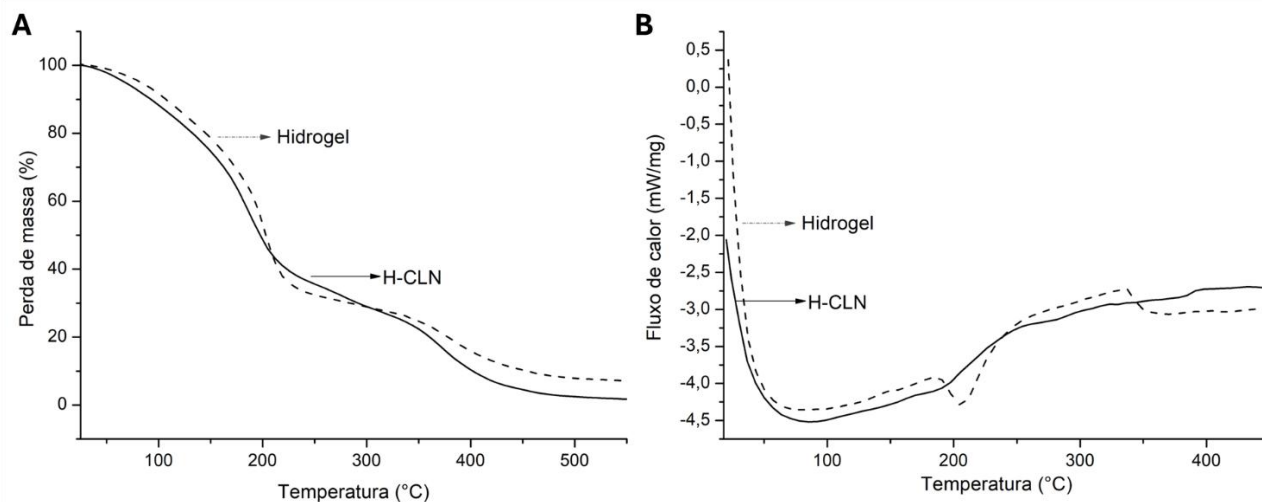 A
Perda de massa (%)
100
80
60
40
20
0
Hidrogel
H-CLN
100
200
300
400
500
Temperatura (°C)
B
Fluxo de calor (mW/mg)
0,5
0,0
-0,5
-1,0
-1,5
-2,0
-2,5
-3,0
-3,5
-4,0
-4,5
Hidrogel
H-CLN
100
200
300
400
Temperatura (°C)